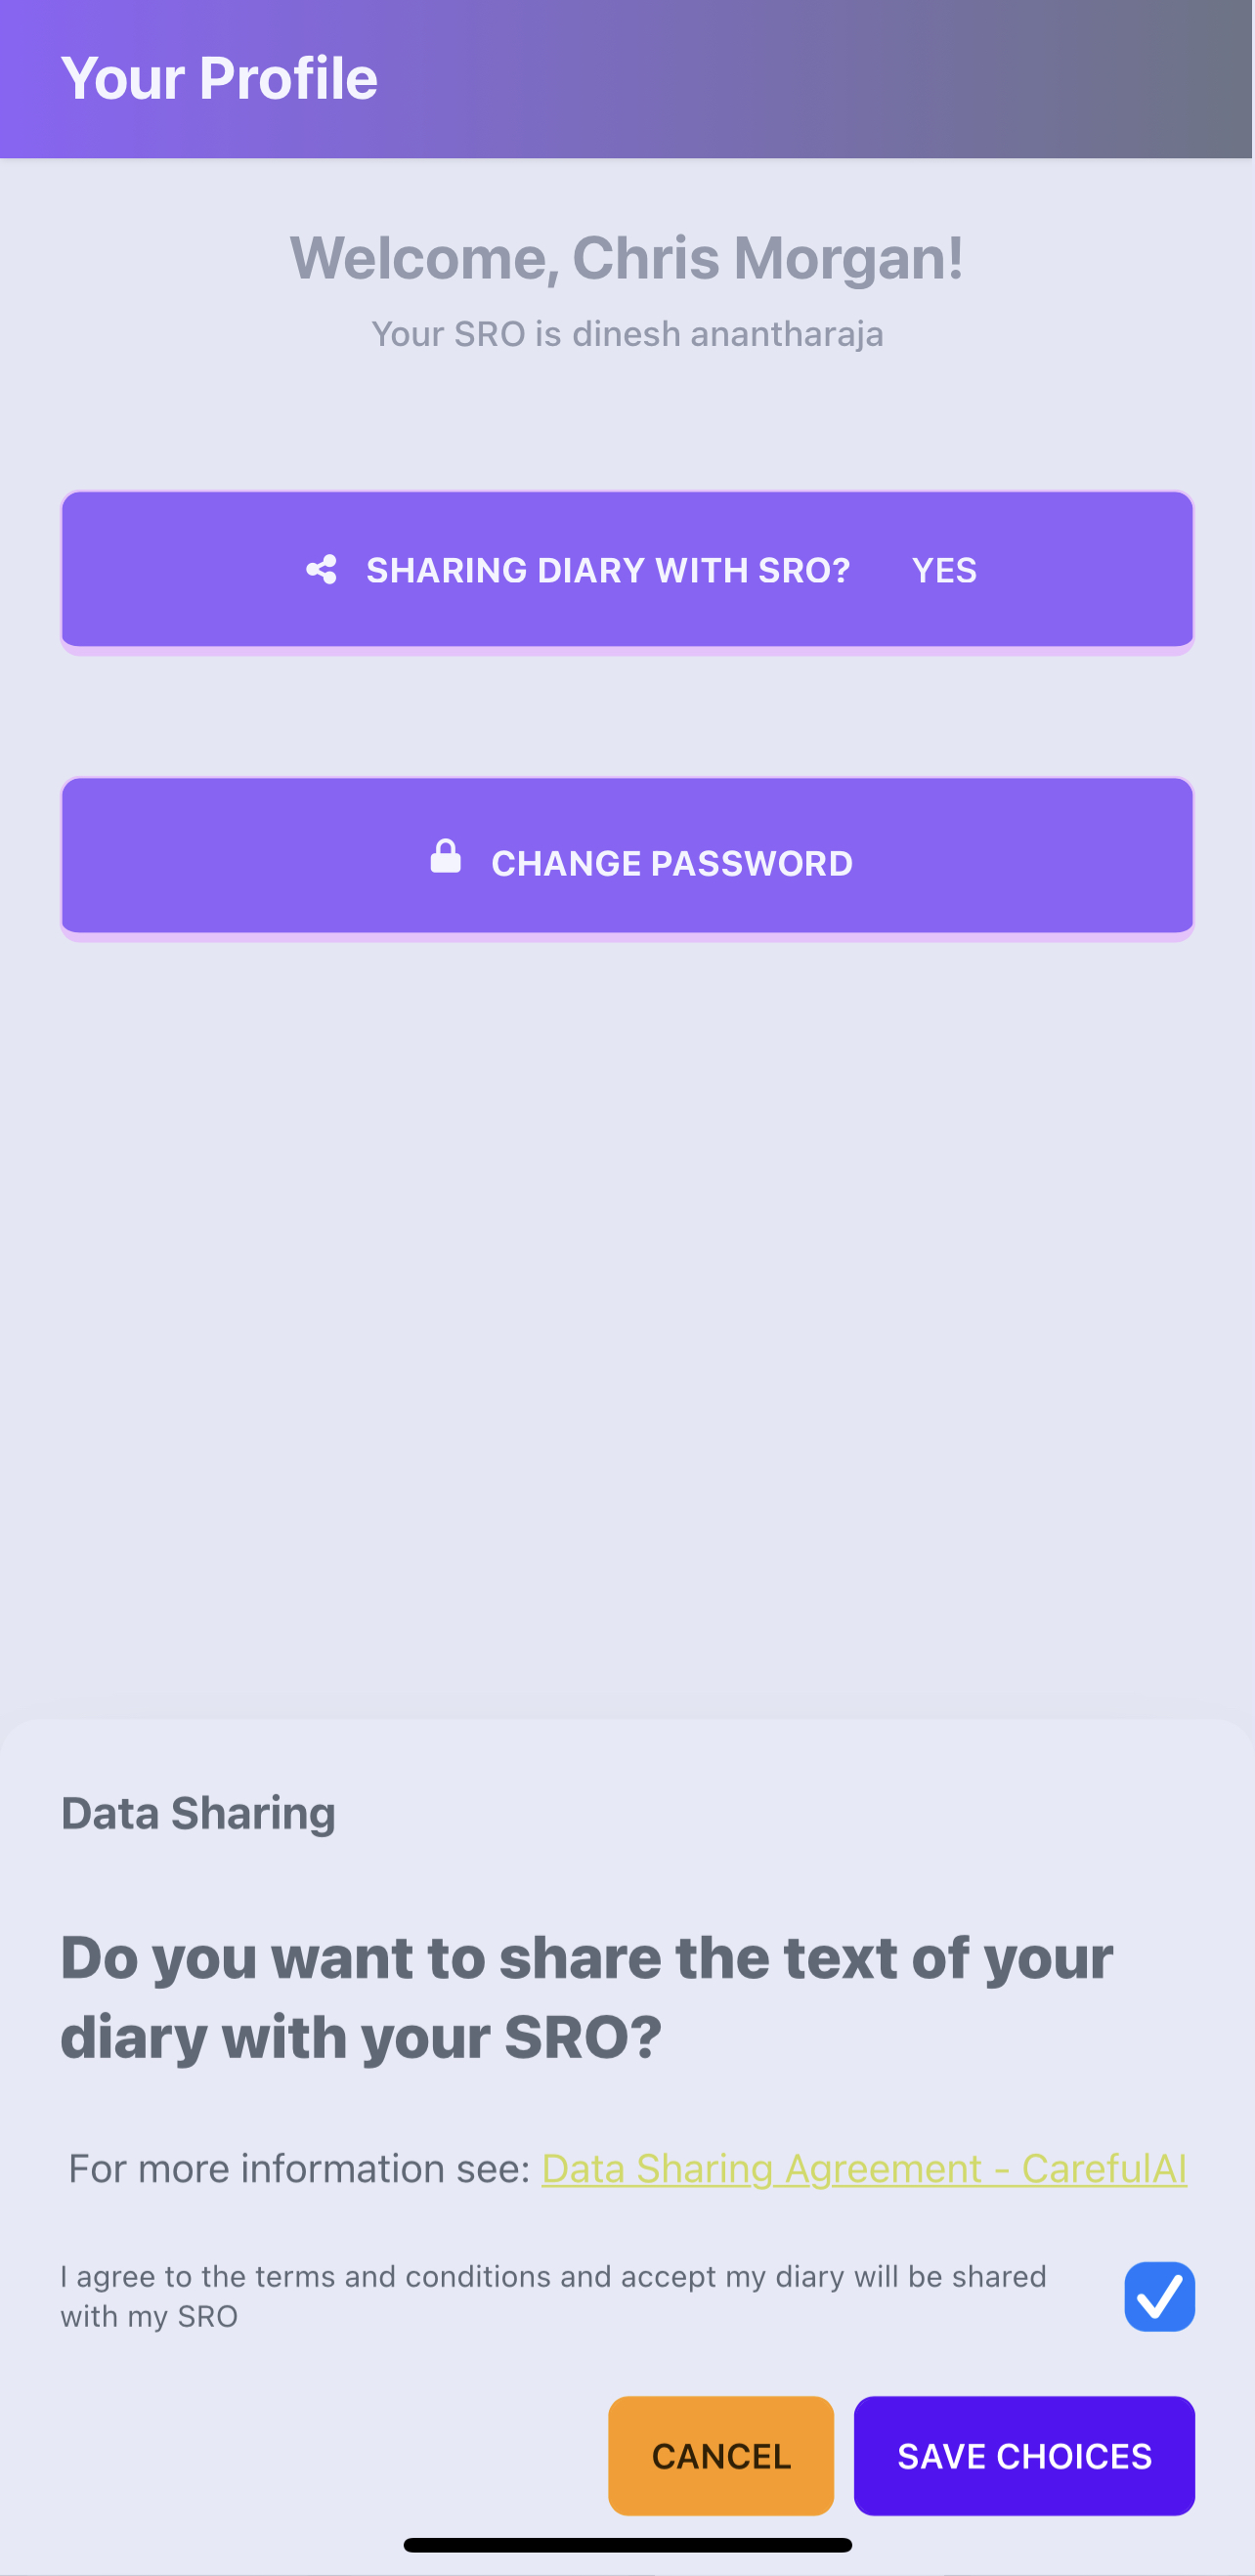 Your Profile
Welcome, Chris Morgan!
Your SRO is dinesh anantharaja
SHARING DIARY WITH SRO? YES
CHANGE PASSWORD
Data Sharing
Do you want to share the text of your
diary with your SRO?
For more information see: Data Sharing Agreement - CarefulAI
I agree to the terms and conditions and accept my diary will be shared
with my SRO
CANCEL SAVE CHOICES